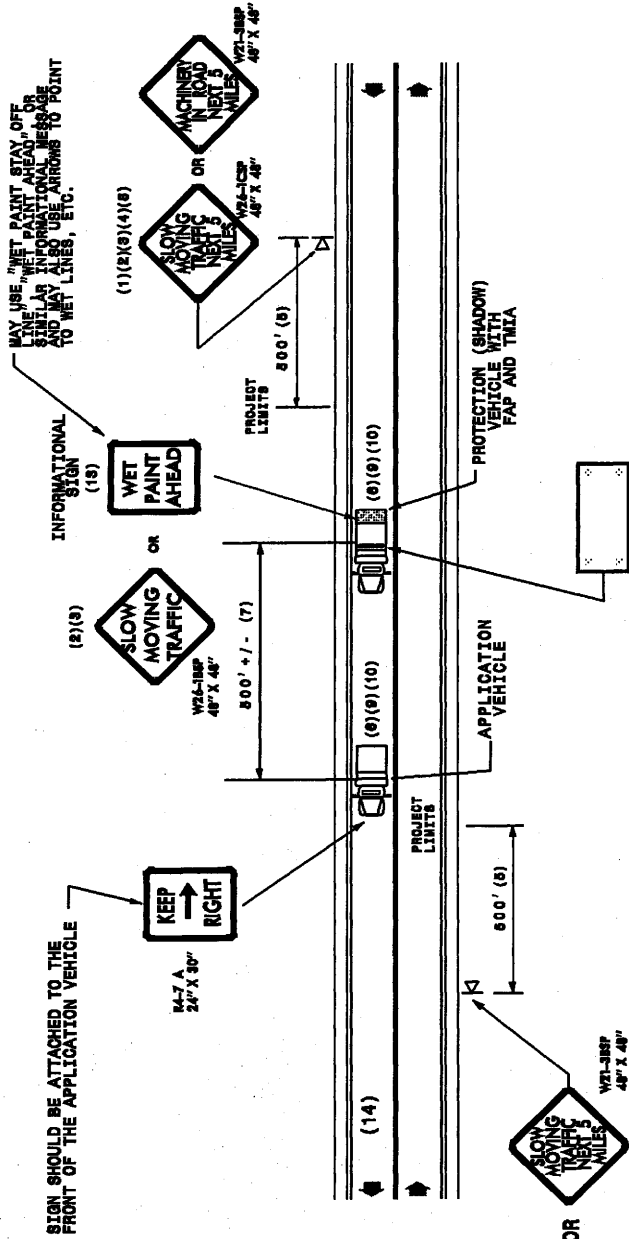 SIGN SHOULD BE ATTACHED TO THE
FRONT OF THE APPLICATION VEHICLE
KEEP
RIGHT
R4-7 A
24" X 30"
(2)(3)
SLOW
MOVING
TRAFFIC
W26-1BSP
48" X 48"
OR
INFORMATIONAL
SIGN
(13)
WET
PAINT
AHEAD
MAY USE "WET PAINT STAY OFF
LINE", "WET PAINT AHEAD", OR
SIMILAR INFORMATIONAL MESSAGE
AND MAY ALSO USE ARROWS TO POINT
TO WET LINES, ETC.
(1)(2)(3)(4)(5)
SLOW
MOVING
TRAFFIC
NEXT 5
MILES
W26-1CSP
48" X 48"
OR
MACHINERY
IN ROAD
NEXT 5
MILES
W21-3BSP
48" X 48"
500' +/- (7)
PROJECT
LIMITS
500' (5)
(14)
(6)(9)(10)
(6)(9)(10)
PROJECT
LIMITS
500' (5)
APPLICATION
VEHICLE
PROTECTION (SHADOW)
VEHICLE WITH
FAP AND TMIA
OR
SLOW
MOVING
TRAFFIC
NEXT 5
MILES
W21-3BSP
48" X 48"